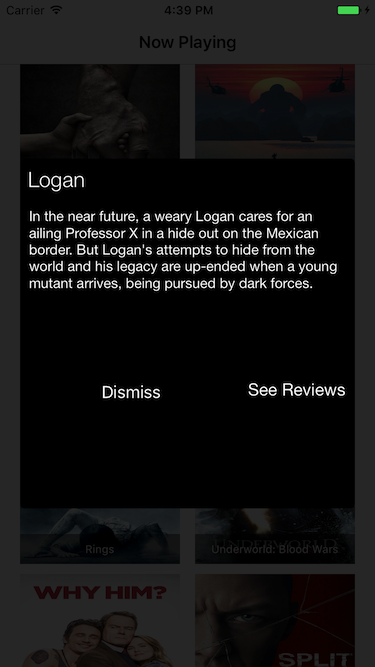 Carrier 4:39 PM
Now Playing
Logan
In the near future, a weary Logan cares for an
ailing Professor X in a hide out on the Mexican
border. But Logan's attempts to hide from the
world and his legacy are up-ended when a young
mutant arrives, being pursued by dark forces.
Dismiss
See Reviews
Rings
UNDERWORLD
Underworld: Blood Wars
WHY HIM?
SPLIT